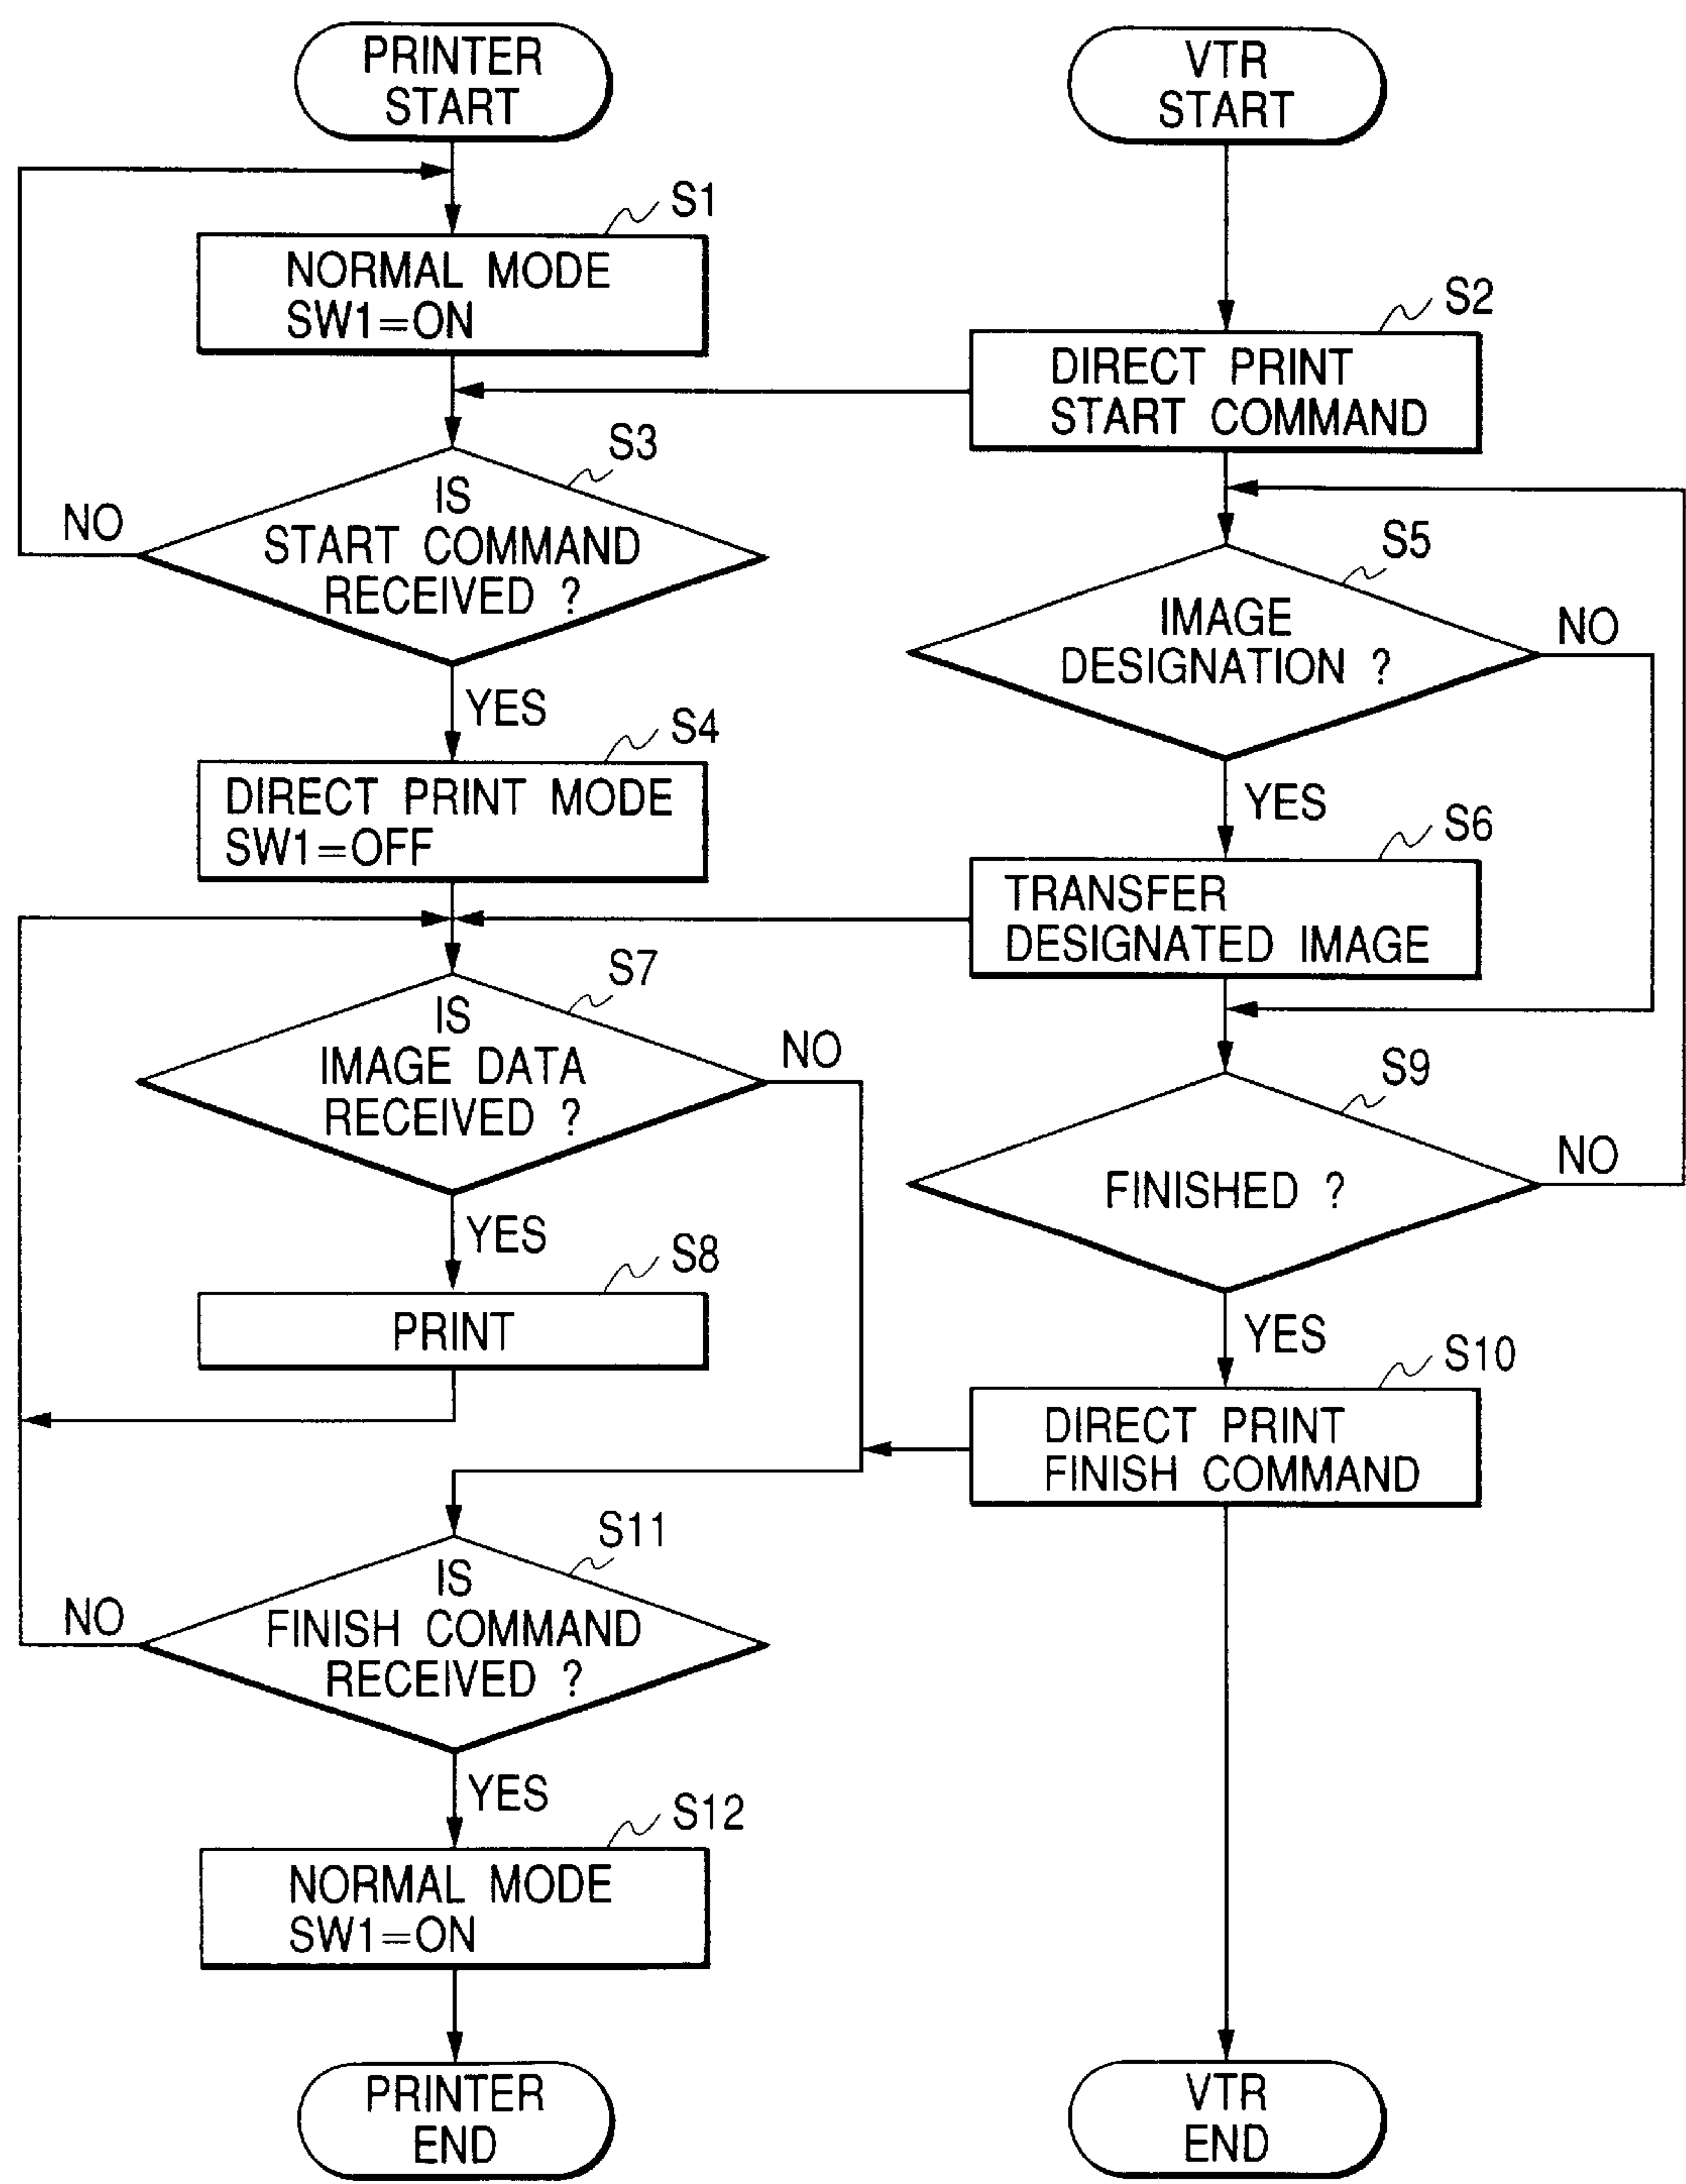 PRINTER
START
S1
NORMAL MODE
SW1=ON
S3
IS
START COMMAND
RECEIVED ?
NO
YES
S4
DIRECT PRINT MODE
SW1=OFF
S7
IS
IMAGE DATA
RECEIVED ?
NO
YES
S8
PRINT
S11
IS
FINISH COMMAND
RECEIVED ?
NO
YES
S12
NORMAL MODE
SW1=ON
PRINTER
END
VTR
START
S2
DIRECT PRINT
START COMMAND
S5
IMAGE
DESIGNATION ?
NO
YES
S6
TRANSFER
DESIGNATED IMAGE
S9
FINISHED ?
NO
YES
S10
DIRECT PRINT
FINISH COMMAND
VTR
END